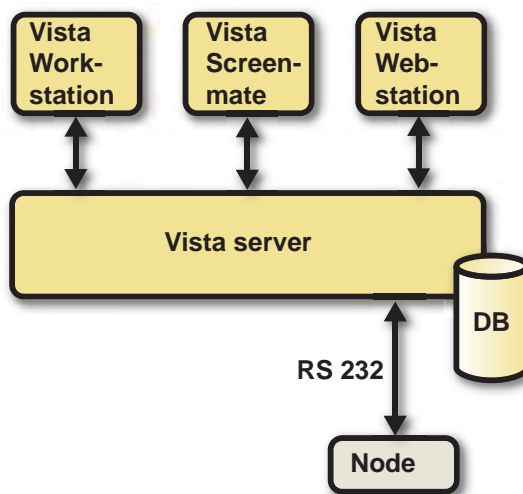 Vista
Work-
station
Vista
Screen-
mate
Vista
Web-
station
Vista server
DB
RS 232
Node